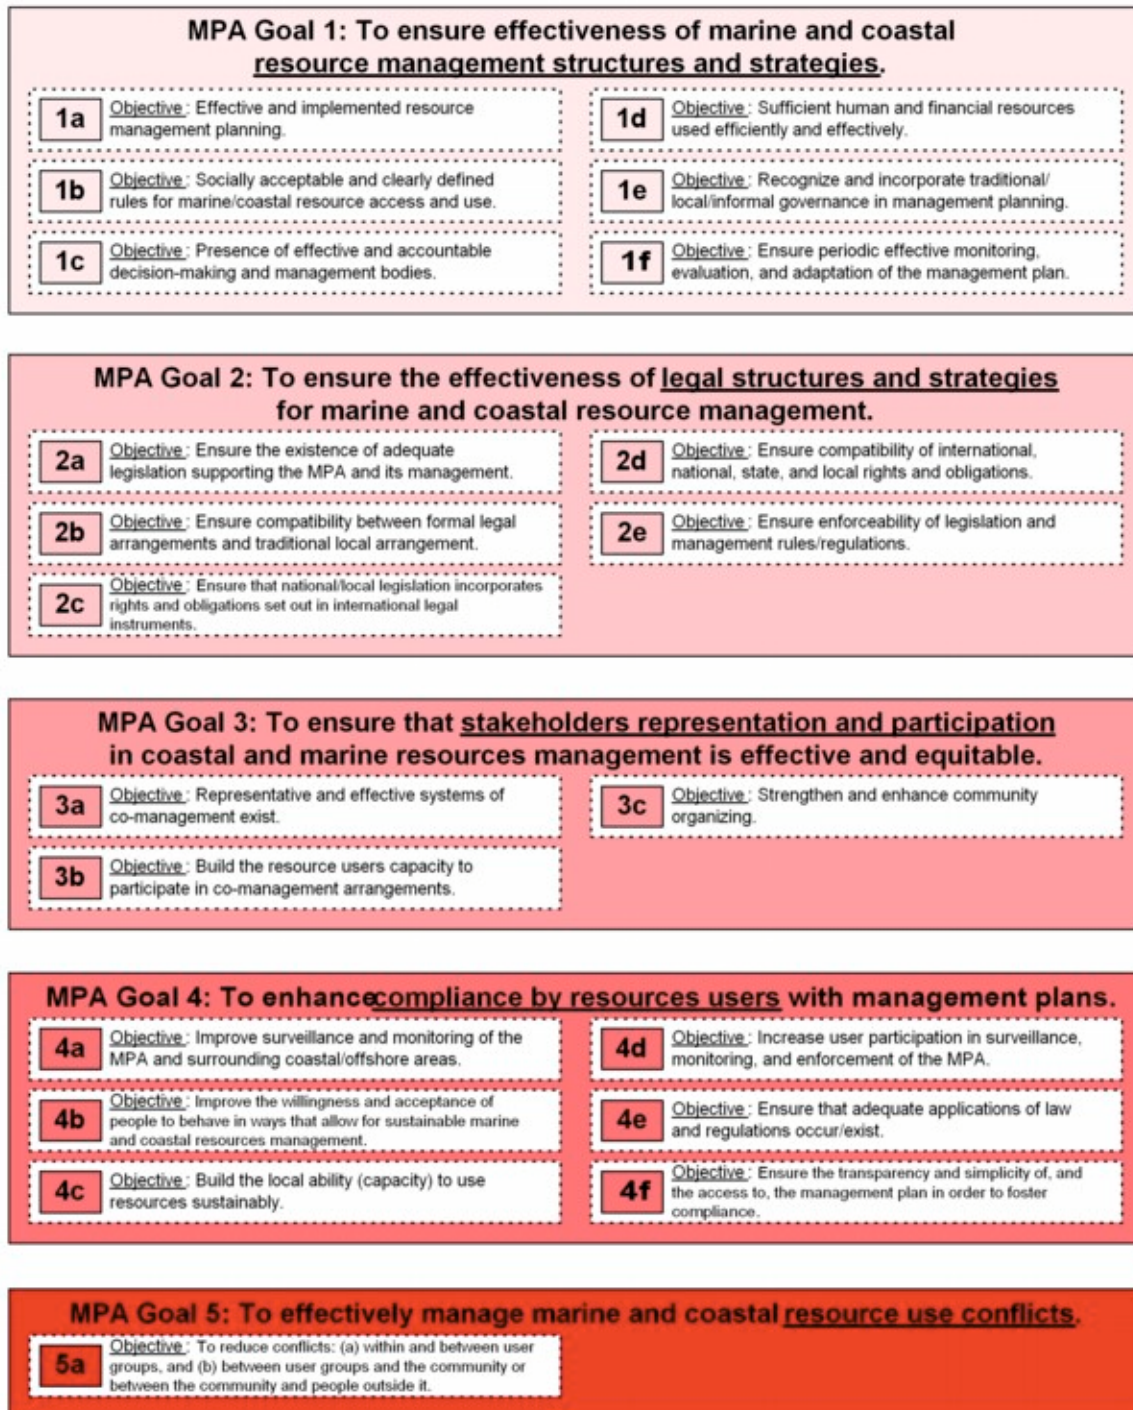 MPA Goal 1: To ensure effectiveness of marine and coastal
resource management structures and strategies.
1a
Objective: Effective and implemented resource
management planning.
1b
Objective: Socially acceptable and clearly defined
rules for marine/coastal resource access and use.
1c
Objective: Presence of effective and accountable
decision-making and management bodies.
1d
Objective: Sufficient human and financial resources
used efficiently and effectively.
1e
Objective: Recognize and incorporate traditional/
local/informal governance in management planning.
1f
Objective: Ensure periodic effective monitoring,
evaluation, and adaptation of the management plan.
MPA Goal 2: To ensure the effectiveness of legal structures and strategies
for marine and coastal resource management.
2a
Objective: Ensure the existence of adequate
legislation supporting the MPA and its management.
2b
Objective: Ensure compatibility between formal legal
arrangements and traditional local arrangement.
2c
Objective: Ensure that national/local legislation incorporates
rights and obligations set out in international legal
instruments.
2d
Objective: Ensure compatibility of international,
national, state, and local rights and obligations.
2e
Objective: Ensure enforceability of legislation and
management rules/regulations.
MPA Goal 3: To ensure that stakeholders representation and participation
in coastal and marine resources management is effective and equitable.
3a
Objective: Representative and effective systems of
co-management exist.
3b
Objective: Build the resource users capacity to
participate in co-management arrangements.
3c
Objective: Strengthen and enhance community
organizing.
MPA Goal 4: To enhance compliance by resources users with management plans.
4a
Objective: Improve surveillance and monitoring of the
MPA and surrounding coastal/offshore areas.
4b
Objective: Improve the willingness and acceptance of
people to behave in ways that allow for sustainable marine
and coastal resources management.
4c
Objective: Build the local ability (capacity) to use
resources sustainably.
4d
Objective: Increase user participation in surveillance,
monitoring, and enforcement of the MPA.
4e
Objective: Ensure that adequate applications of law
and regulations occur/exist.
4f
Objective: Ensure the transparency and simplicity of, and
the access to, the management plan in order to foster
compliance.
MPA Goal 5: To effectively manage marine and coastal resource use conflicts.
5a
Objective: To reduce conflicts: (a) within and between user
groups, and (b) between user groups and the community or
between the community and people outside it.